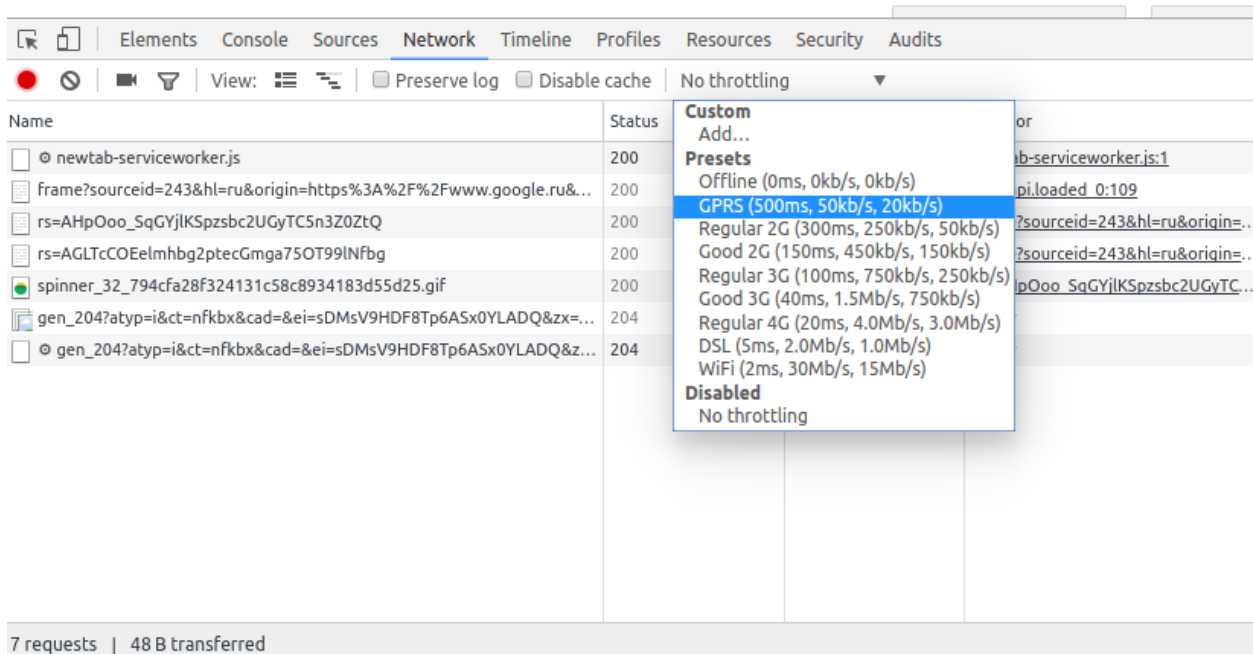 Elements Console Sources Network Timeline Profiles Resources Security Audits
View: Preserve log Disable cache No throttling
Name Status or
newtab-serviceworker.js 200 ab-serviceworker.js:1
frame?sourceid=243&hl=ru&origin=https%3A%2F%2Fwww.google.ru&... 200 pi.loaded_0:109
rs=AHpOoo_SqGYjlKSpzsbc2UGyTC5n3Z0ZtQ 200 ?sourceid=243&hl=ru&origin=...
rs=AGLTcCOEelmhbg2ptecGmga75OT99lNfbg 200 ?sourceid=243&hl=ru&origin=...
spinner_32_794cfa28f324131c58c8934183d55d25.gif 200 HpOoo_SqGYjlKSpzsbc2UGyTC...
gen_204?atyp=i&ct=nfkbx&cad=&ei=sDMsV9HDF8Tp6ASx0YLADQ&zx=... 204
gen_204?atyp=i&ct=nfkbx&cad=&ei=sDMsV9HDF8Tp6ASx0YLADQ&z... 204
Custom
Add...
Presets
Offline (0ms, 0kb/s, 0kb/s)
GPRS (500ms, 50kb/s, 20kb/s)
Regular 2G (300ms, 250kb/s, 50kb/s)
Good 2G (150ms, 450kb/s, 150kb/s)
Regular 3G (100ms, 750kb/s, 250kb/s)
Good 3G (40ms, 1.5Mb/s, 750kb/s)
Regular 4G (20ms, 4.0Mb/s, 3.0Mb/s)
DSL (5ms, 2.0Mb/s, 1.0Mb/s)
WiFi (2ms, 30Mb/s, 15Mb/s)
Disabled
No throttling
7 requests | 48 B transferred